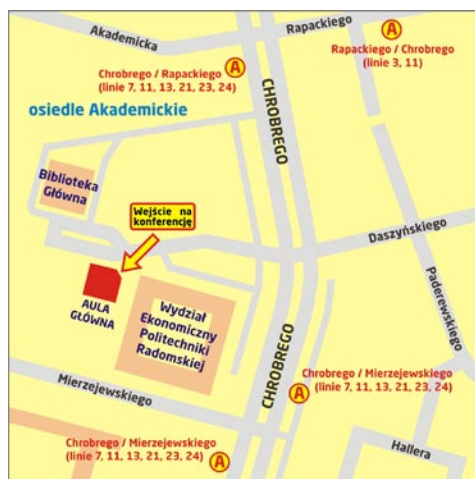 Akademicka
Rapackiego
A
Rapackiego / Chrobrego
(linie 3, 11)
A
Chrobrego / Rapackiego
(linie 7, 11, 13, 21, 23, 24)
CHROBREGO
osiedle Akademickie
Biblioteka
Główna
Wejście na
konferencję
Daszyńskiego
Paderewskiego
AULA
GŁÓWNA
Wydział
Ekonomiczny
Politechniki
Radomskiej
CHROBREGO
Mierzejewskiego
Chrobrego / Mierzejewskiego
(linie 7, 11, 13, 21, 23, 24)
A
Hallera
Chrobrego / Mierzejewskiego
(linie 7, 11, 13, 21, 23, 24)
A